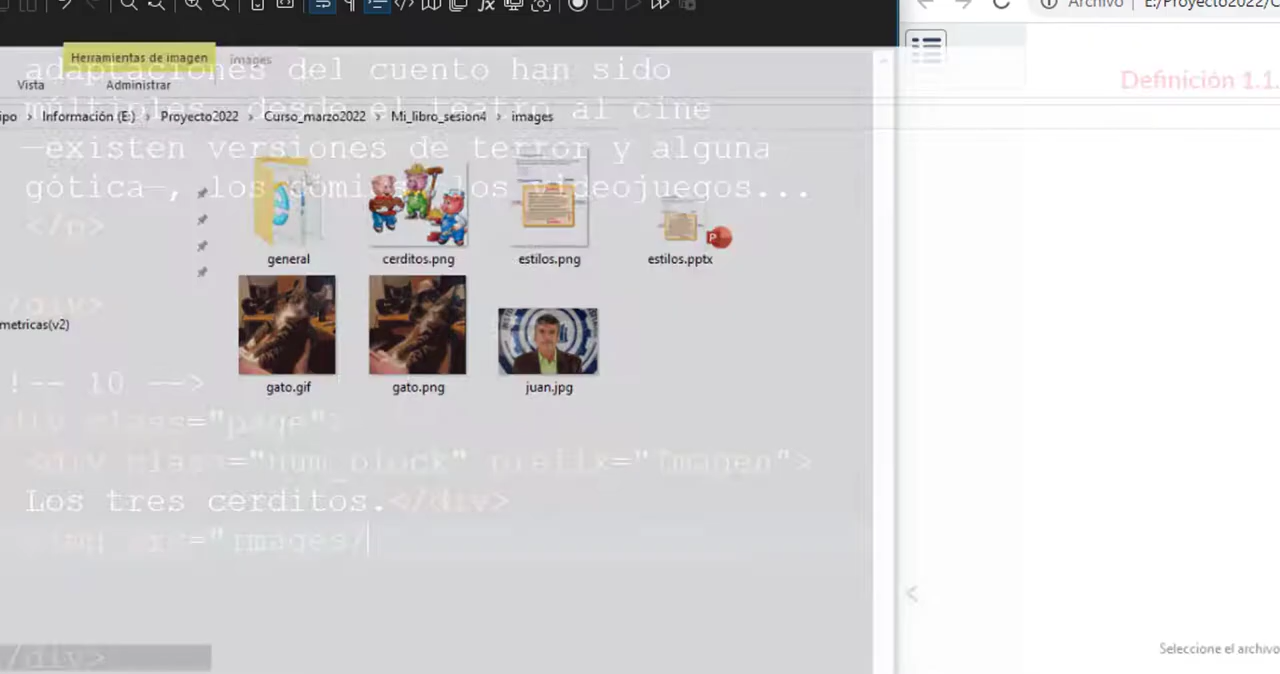 Archivo | E:/Proyecto2022/C
Herramientas de imagen
images
adaptaciones del cuento han sido
Vista
Administrar
Definición 1.1.
múltiples, desde el teatro al cine
Información (E:) › Proyecto2022 › Curso_marzo2022 › Mi_libro_sesion4 › images
—existen versiones de terror y alguna
gótica—, los cómics, los videojuegos...
</p>
general
cerditos.png
estilos.png
estilos.pptx
/div>
metricas(v2)
!-- 10 -->
gato.gif
gato.png
juan.jpg
div class="page">
<div class="num_block" prefix="Imagen">
Los tres cerditos.</div>
<img src="images/
Seleccione el archivo
/div>